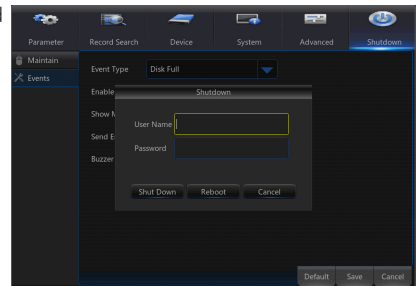 Parameter Record Search Device System Advanced Shutdown
Maintain
Events
Event Type Disk Full
Enable
Shutdown
Show
User Name
Send
Password
Buzzer
Shut Down Reboot Cancel
Default Save Cancel